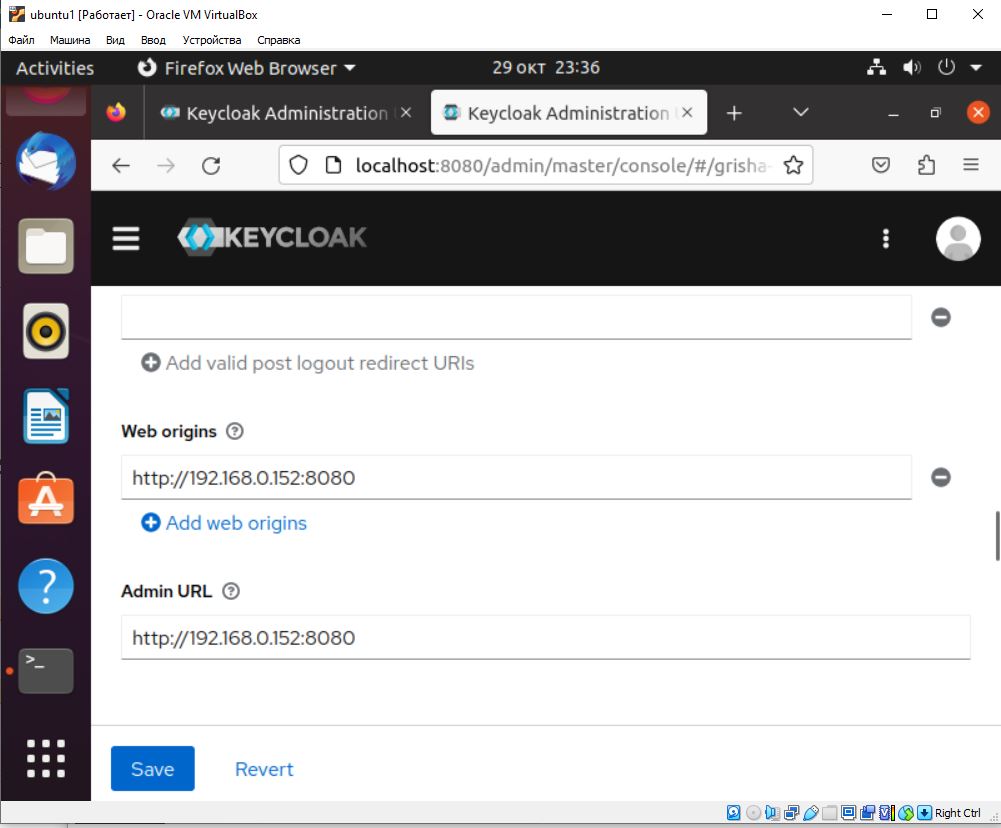 ubuntu1 [Работает] - Oracle VM VirtualBox
Файл Машина Вид Ввод Устройства Справка
Activities Firefox Web Browser 29 окт 23:36
Keycloak Administration Keycloak Administration
localhost:8080/admin/master/console/#/grisha-
KEYCLOAK
Add valid post logout redirect URIs
Web origins
http://192.168.0.152:8080
Add web origins
Admin URL
http://192.168.0.152:8080
Save Revert
Right Ctrl